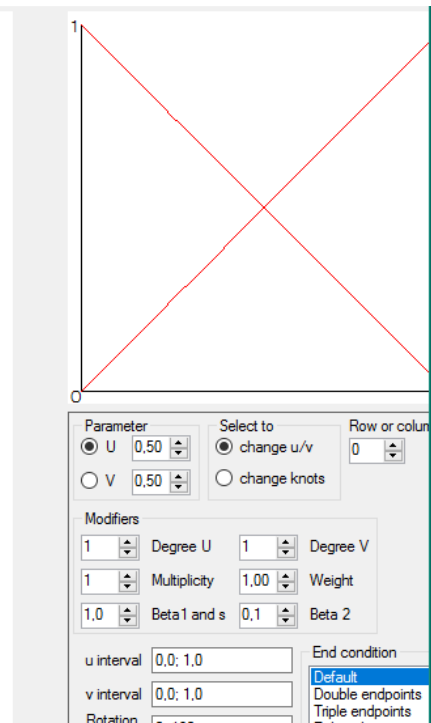 1
0
Parameter Select to Row or colum
U 0,50 change u/v 0
V 0,50 change knots
Modifiers
1 Degree U 1 Degree V
1 Multiplicity 1,00 Weight
1,0 Beta1 and s 0,1 Beta 2
End condition
u interval 0,0; 1,0
Default
v interval 0,0; 1,0 Double endpoints
Triple endpoints
Rotation